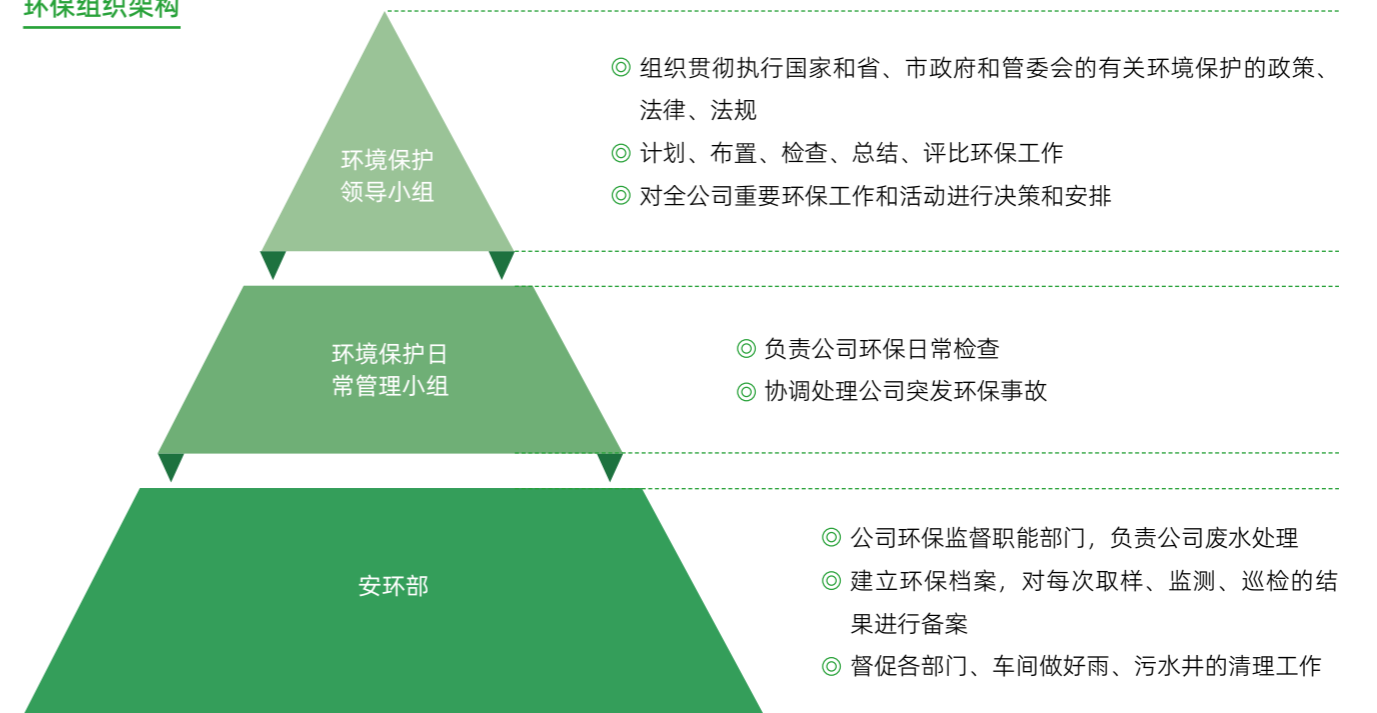 环保组织架构
环境保护
领导小组
◎ 组织贯彻执行国家和省、市政府和管委会的有关环境保护的政策、
法律、法规
◎ 计划、布置、检查、总结、评比环保工作
◎ 对全公司重要环保工作和活动进行决策和安排
环境保护日
常管理小组
◎ 负责公司环保日常检查
◎ 协调处理公司突发环保事故
安环部
◎ 公司环保监督职能部门，负责公司废水处理
◎ 建立环保档案，对每次取样、监测、巡检的结
果进行备案
◎ 督促各部门、车间做好雨、污水井的清理工作